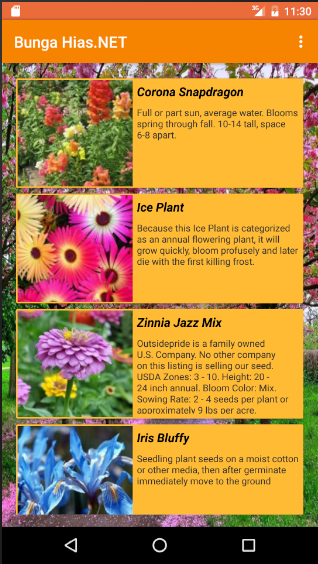 3G 11:30
Bunga Hias.NET
Corona Snapdragon
Full or part sun, average water. Blooms
spring through fall. 10-14 tall, space
6-8 apart.
Ice Plant
Because this Ice Plant is categorized
as an annual flowering plant, it will
grow quickly, bloom profusely and later
die with the first killing frost.
Zinnia Jazz Mix
Outsidepride is a family owned
U.S. Company. No other company
on this listing is selling our seed.
USDA Zones: 3 - 10. Height: 20 -
24 inch annual. Bloom Color: Mix.
Sowing Rate: 2 - 4 seeds per plant or
approximately 9 lbs per acre.
Iris Bluffy
Seedling plant seeds on a moist cotton
or other media, then after germinate
immediately move to the ground